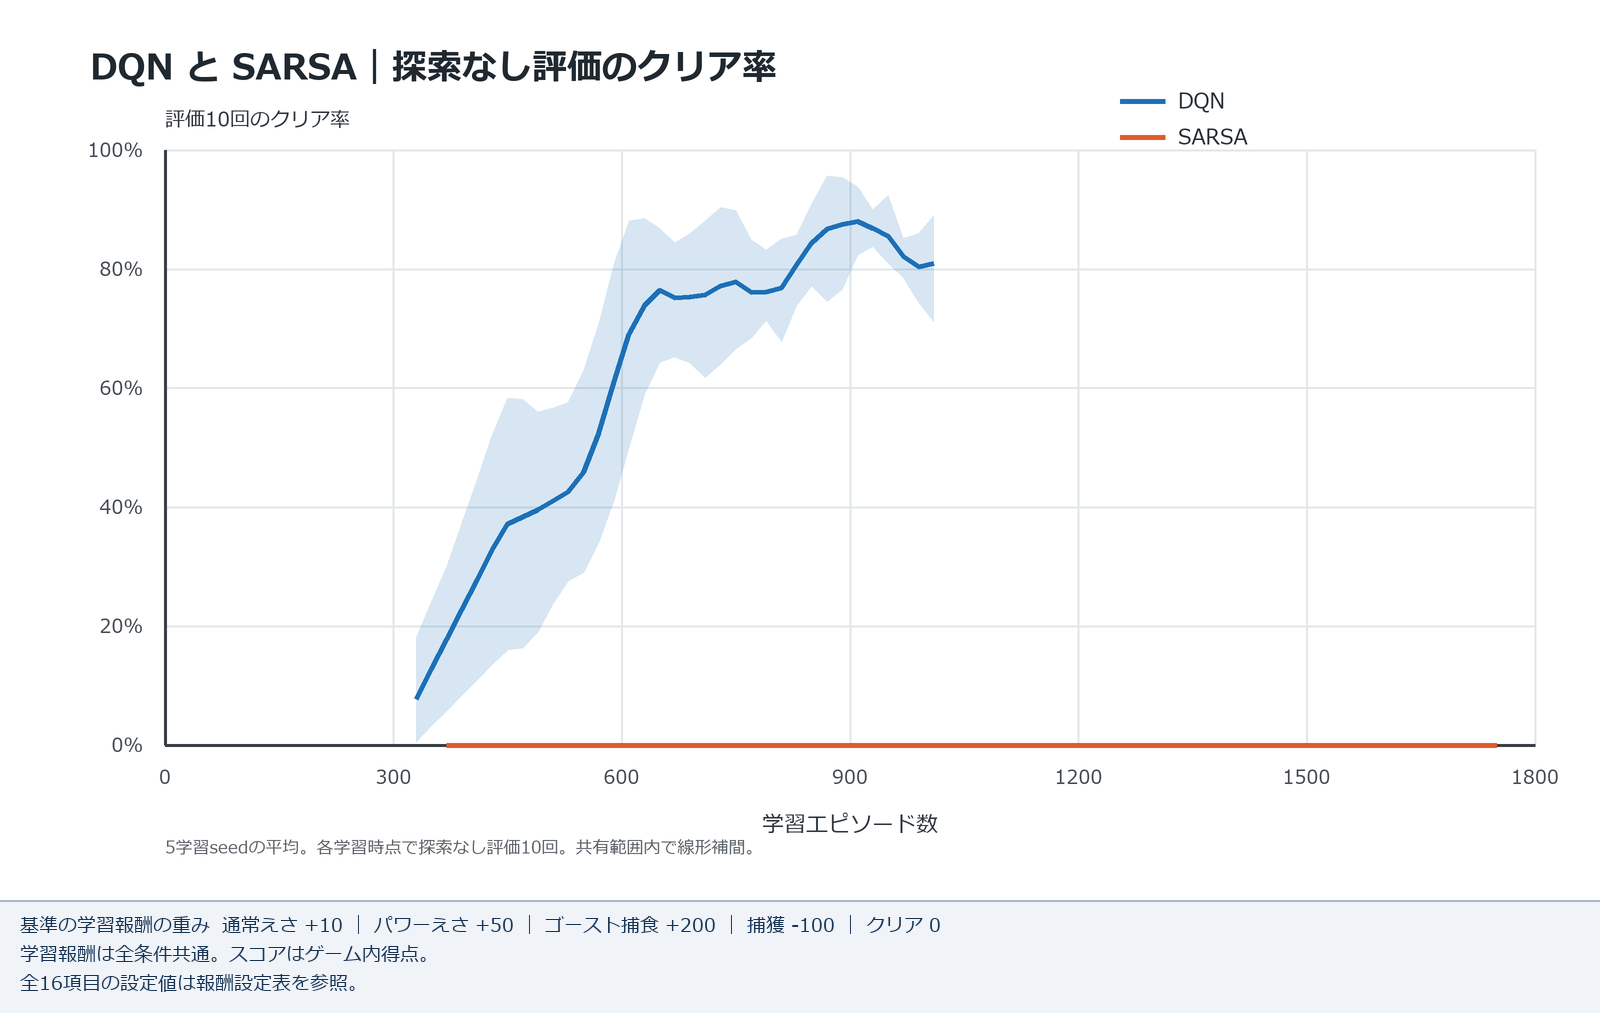 DQN と SARSA｜探索なし評価のクリア率
DQN
SARSA
評価10回のクリア率
100%
80%
60%
40%
20%
0%
0 300 600 900 1200 1500 1800
学習エピソード数
5学習seedの平均。各学習時点で探索なし評価10回。共有範囲内で線形補間。
基準の学習報酬の重み 通常えさ +10 ｜ パワーえさ +50 ｜ ゴースト捕食 +200 ｜ 捕獲 -100 ｜ クリア 0
学習報酬は全条件共通。スコアはゲーム内得点。
全16項目の設定値は報酬設定表を参照。